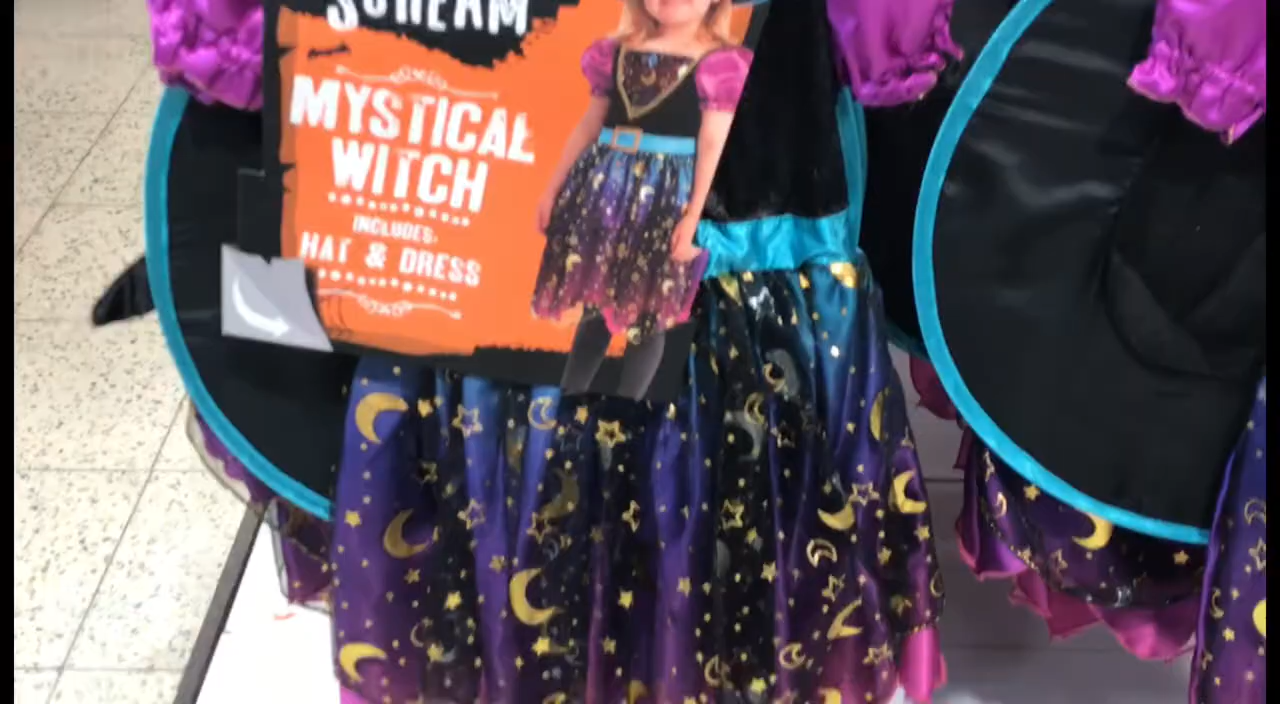 SCREAM
MYSTICAL
WITCH
INCLUDES:
HAT & DRESS